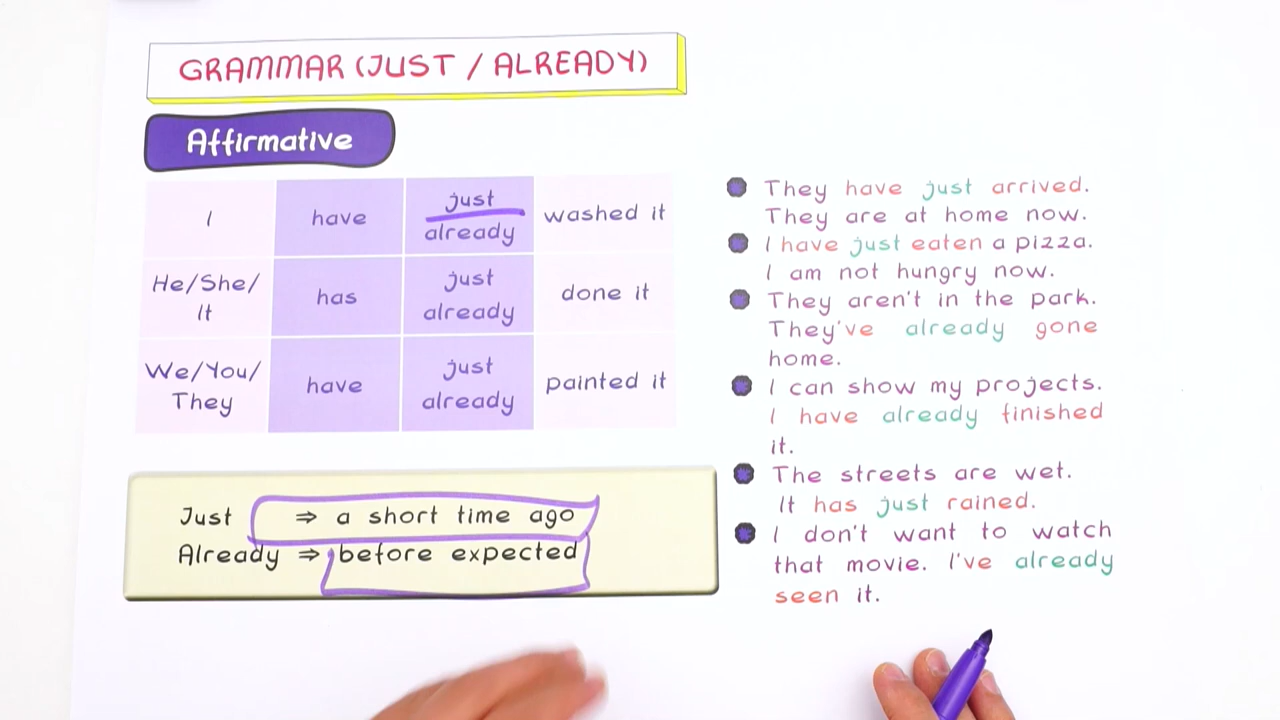 GRAMMAR (JUST / ALREADY)
Affirmative
I have just already washed it
He/She/It has just already done it
We/You/They have just already painted it
Just ⇒ a short time ago
Already ⇒ before expected
They have just arrived.
They are at home now.
I have just eaten a pizza.
I am not hungry now.
They aren't in the park.
They've already gone
home.
I can show my projects.
I have already finished
it.
The streets are wet.
It has just rained.
I don't want to watch
that movie. I've already
seen it.